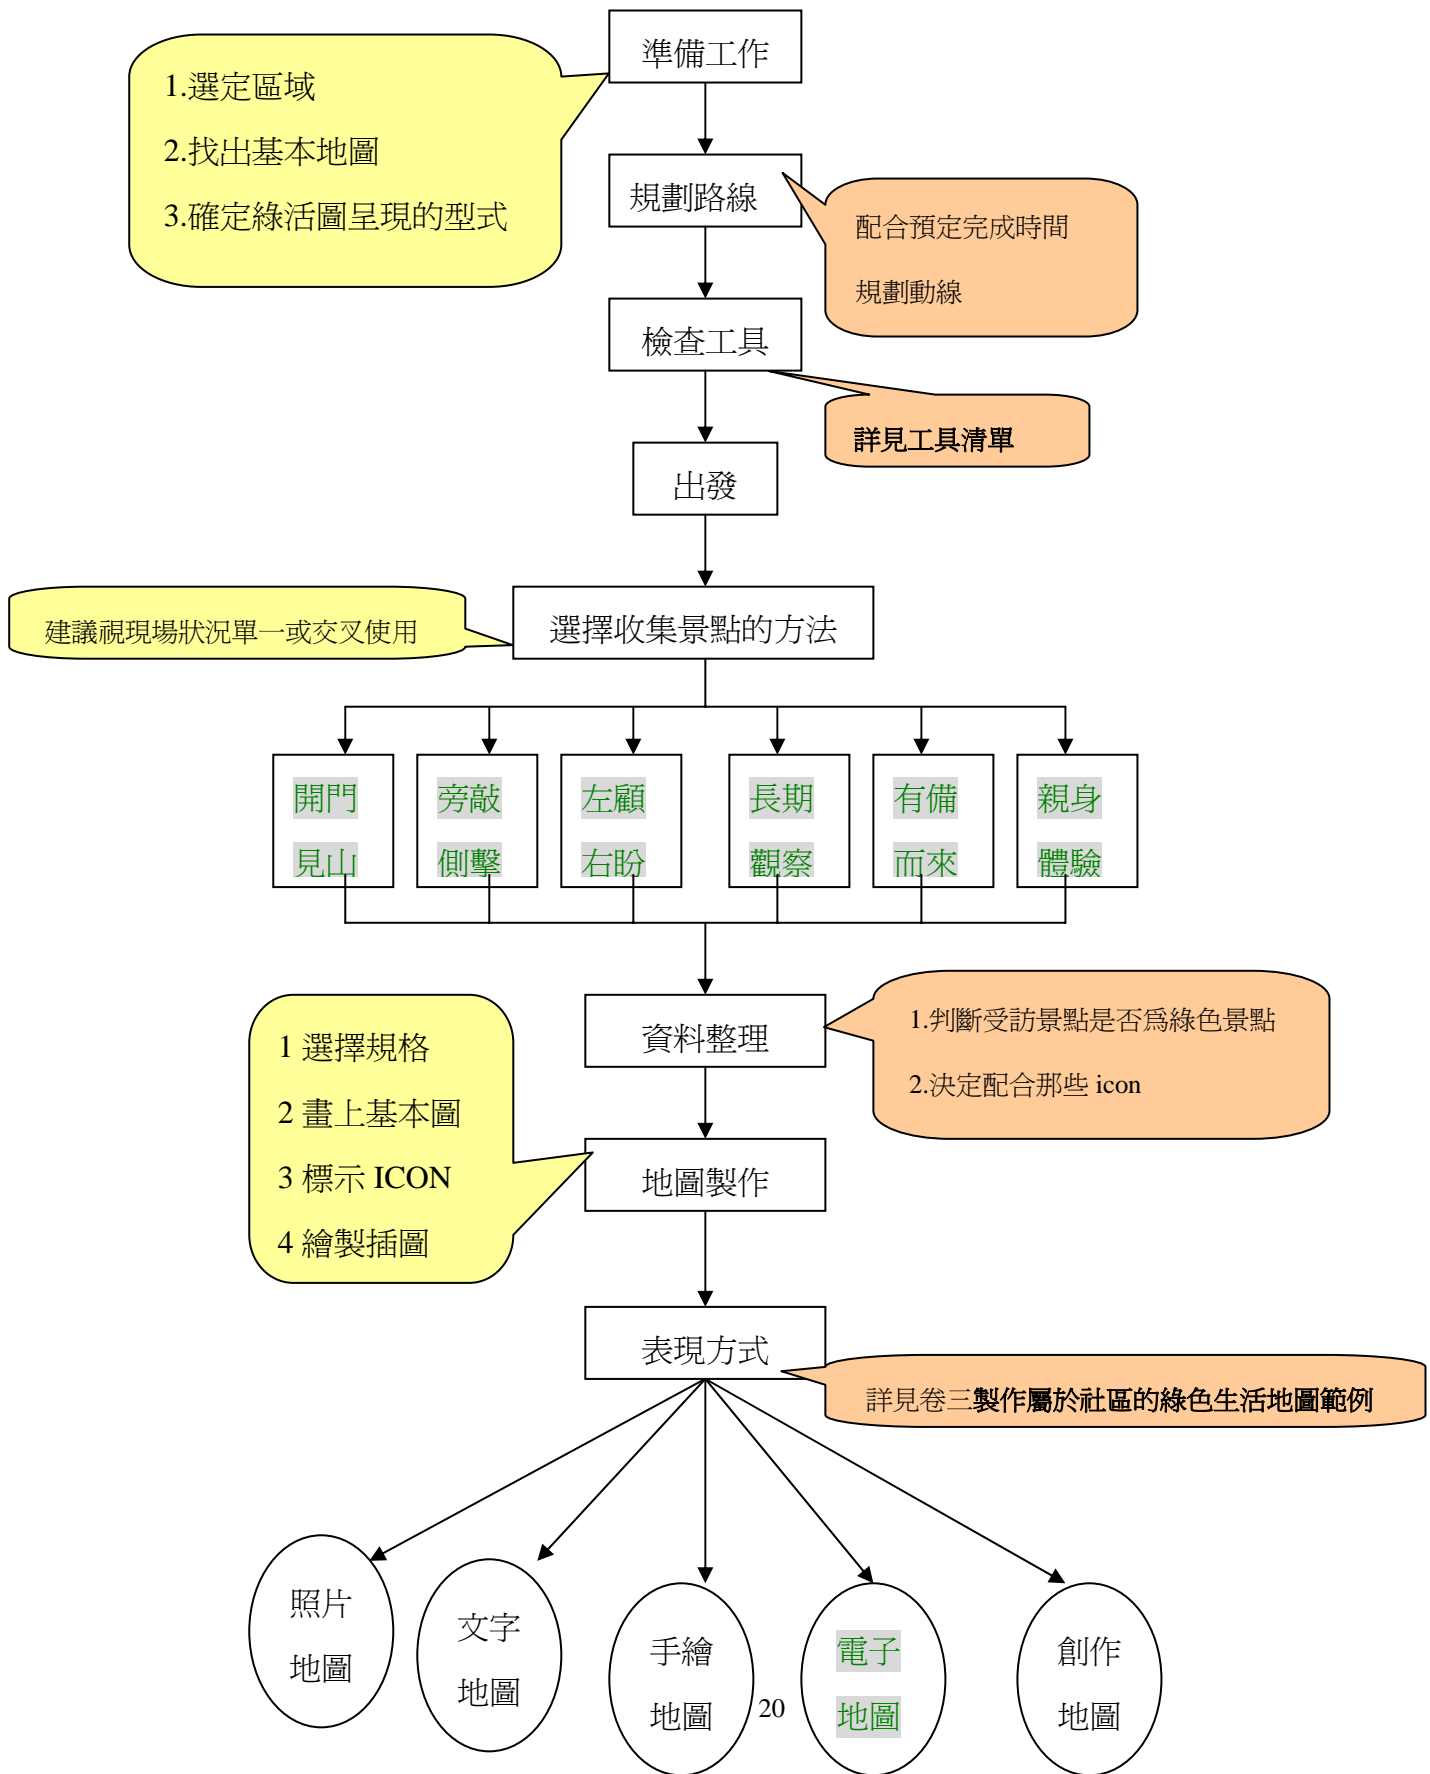 準備工作
1.選定區域
2.找出基本地圖
3.確定綠活圖呈現的型式
規劃路線
配合預定完成時間
規劃動線
檢查工具
詳見工具清單
出發
選擇收集景點的方法
建議視現場狀況單一或交叉使用
開門
見山
旁敲
側擊
左顧
右盼
長期
觀察
有備
而來
親身
體驗
資料整理
1.判斷受訪景點是否為綠色景點
2.決定配合那些 icon
1 選擇規格
2 畫上基本圖
3 標示 ICON
4 繪製插圖
地圖製作
表現方式
詳見卷三製作屬於社區的綠色生活地圖範例
照片
地圖
文字
地圖
手繪
地圖
電子
地圖
創作
地圖
20